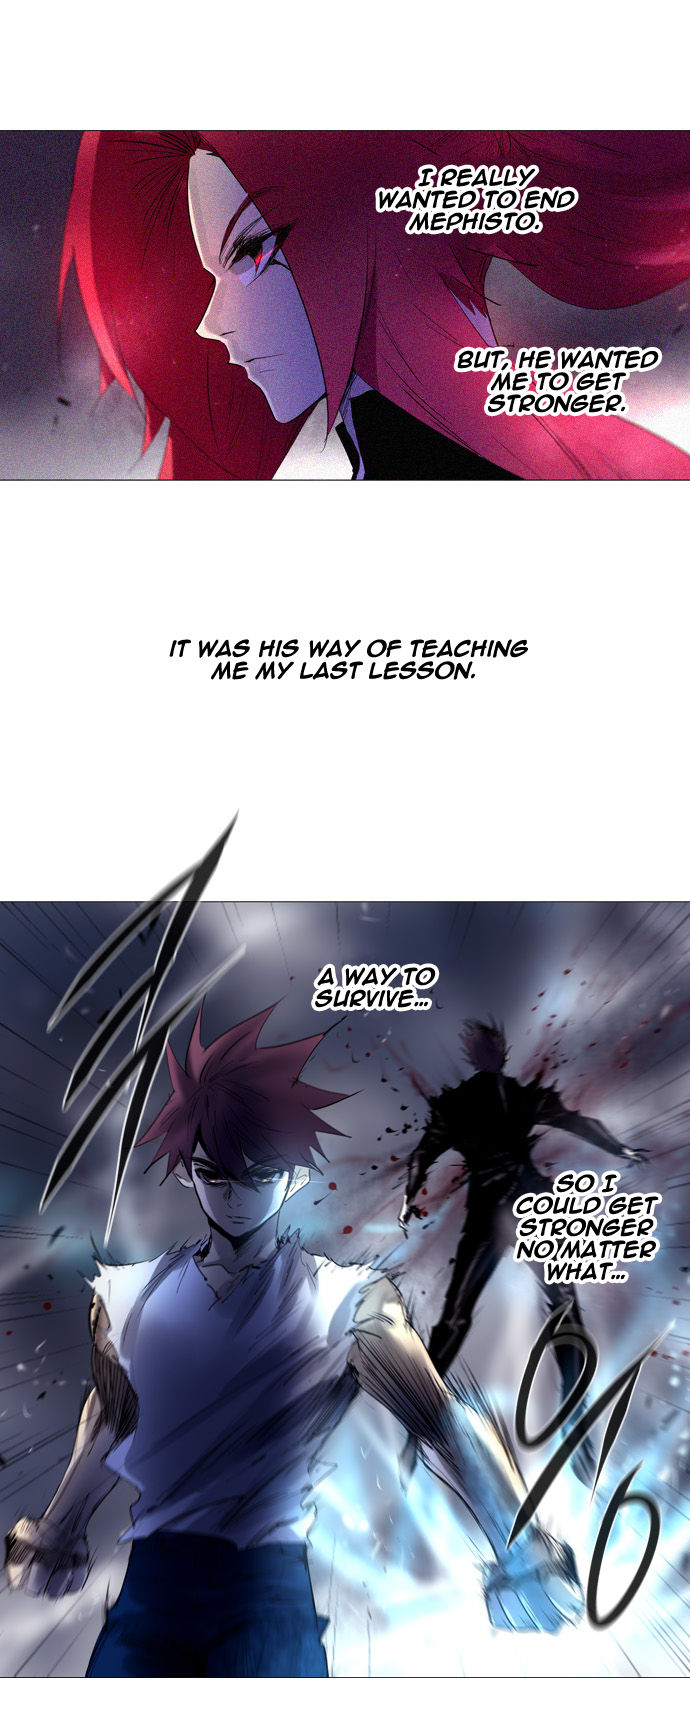 I REALLY
WANTED TO END
MEPHISTO.
BUT, HE WANTED
ME TO GET
STRONGER.
IT WAS HIS WAY OF TEACHING
ME MY LAST LESSON.
A WAY TO
SURVIVE...
SO I
COULD GET
STRONGER
NO MATTER
WHAT...